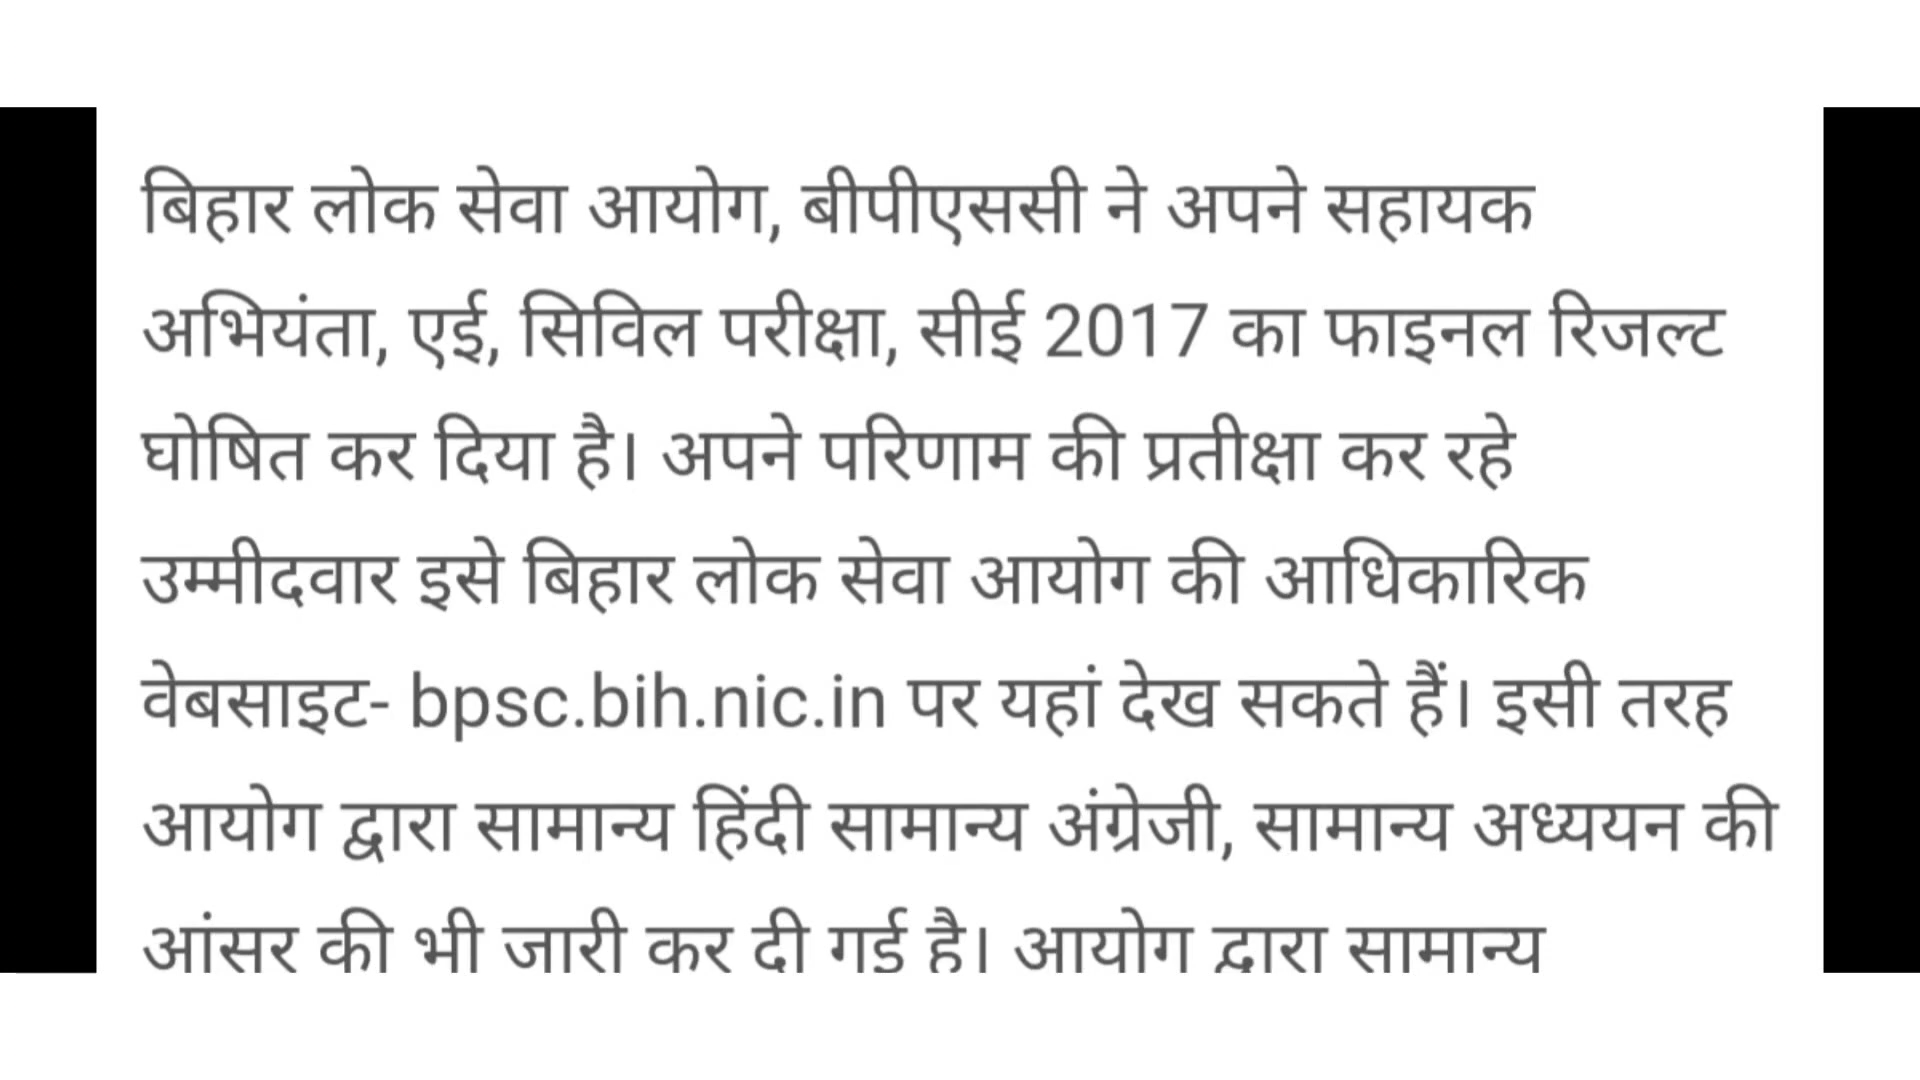 बिहार लोक सेवा आयोग, बीपीएससी ने अपने सहायक
अभियंता, एई, सिविल परीक्षा, सीई 2017 का फाइनल रिजल्ट
घोषित कर दिया है। अपने परिणाम की प्रतीक्षा कर रहे
उम्मीदवार इसे बिहार लोक सेवा आयोग की आधिकारिक
वेबसाइट- bpsc.bih.nic.in पर यहां देख सकते हैं। इसी तरह
आयोग द्वारा सामान्य हिंदी सामान्य अंग्रेजी, सामान्य अध्ययन की
आंसर की भी जारी कर दी गई है। आयोग द्वारा सामान्य